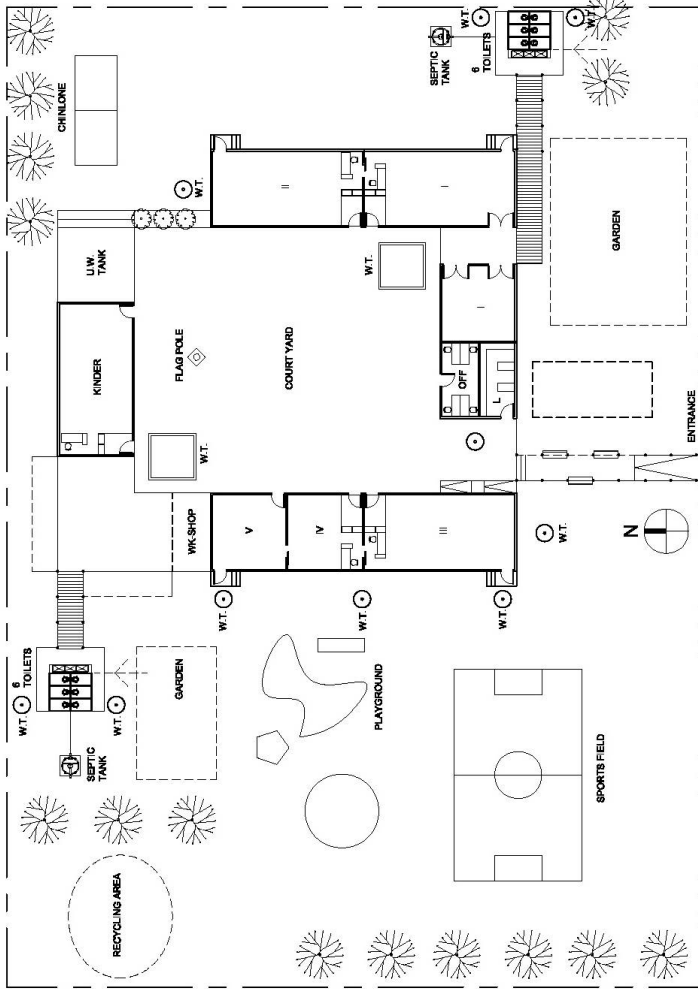 W.T.
6
TOILETS
CHINLONE
SEPTIC
TANK
W.T.
RECYCLING AREA
KINDER
U.W.
TANK
GARDEN
FLAG POLE
WK-SHOP
W.T.
W.T.
W.T.
V
COURT YARD
II
IV
W.T.
W.T.
PLAYGROUND
III
I
SEPTIC
TANK
OFF
I
W.T.
6
TOILETS
L
W.T.
W.T.
W.T.
SPORTS FIELD
GARDEN
N
ENTRANCE